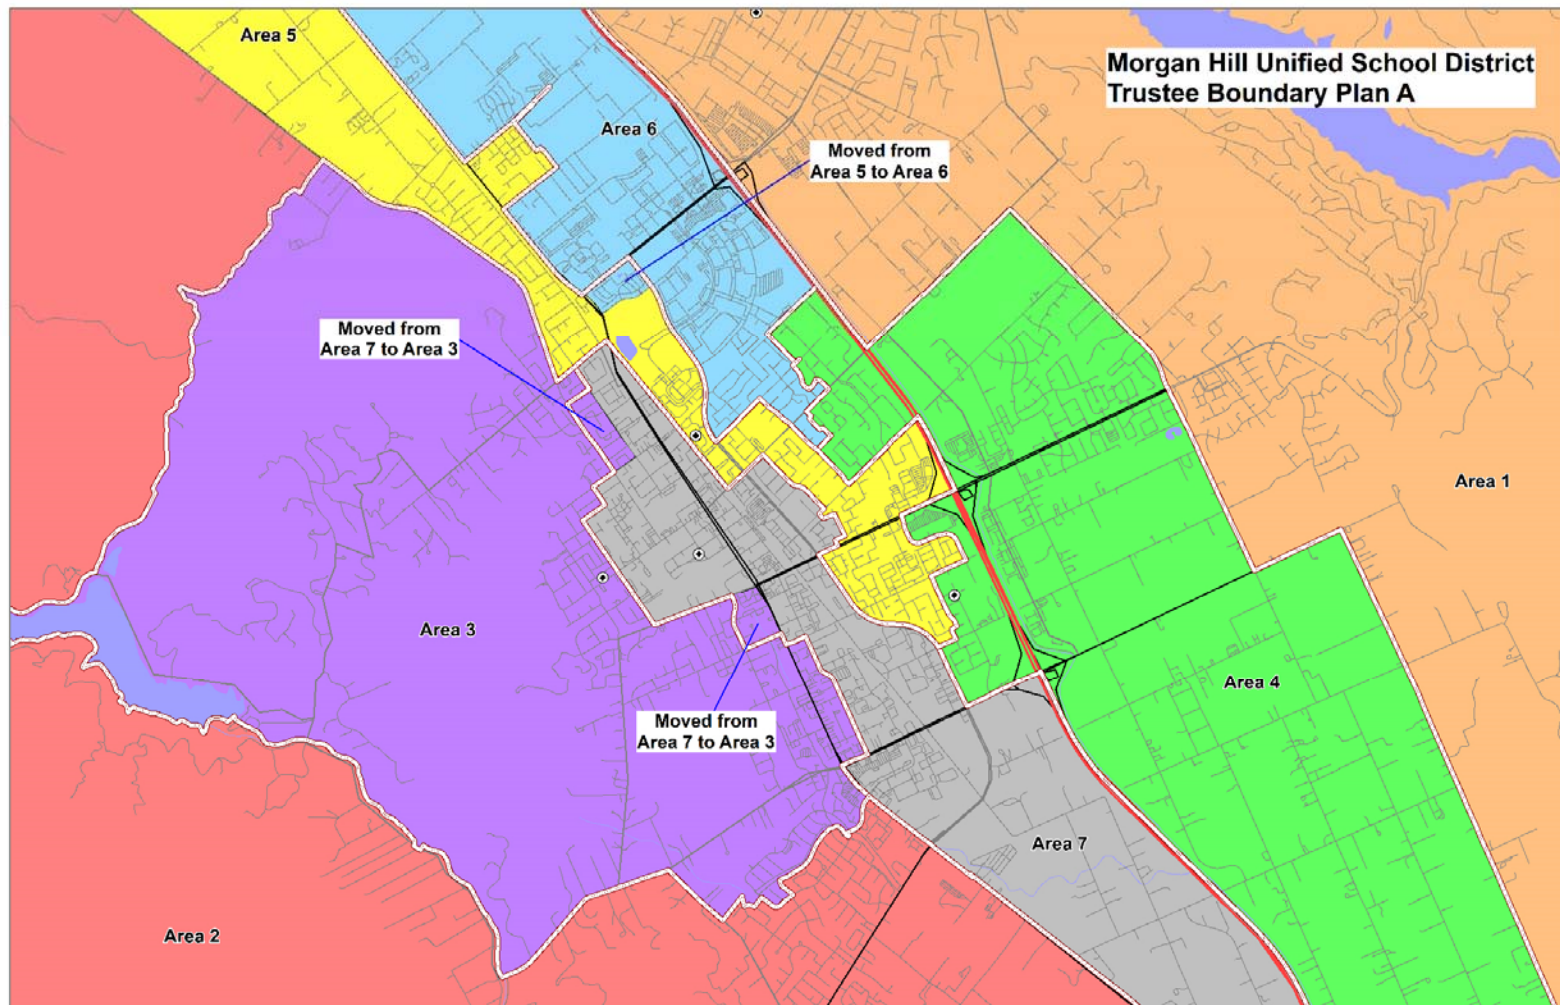 Area 5
Morgan Hill Unified School District
Trustee Boundary Plan A
Area 6
Moved from
Area 5 to Area 6
Moved from
Area 7 to Area 3
Area 1
Area 3
Area 4
Moved from
Area 7 to Area 3
Area 7
Area 2